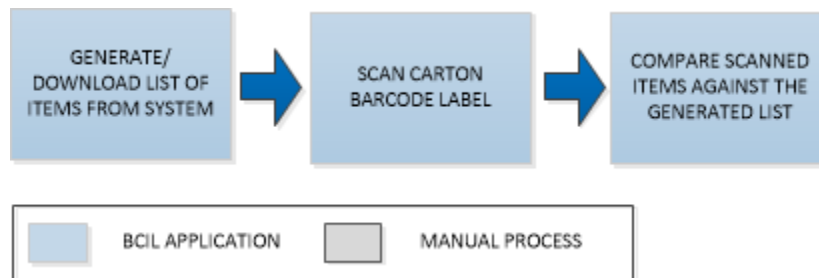 GENERATE/
DOWNLOAD LIST OF
ITEMS FROM SYSTEM
SCAN CARTON
BARCODE LABEL
COMPARE SCANNED
ITEMS AGAINST THE
GENERATED LIST
BCIL APPLICATION
MANUAL PROCESS